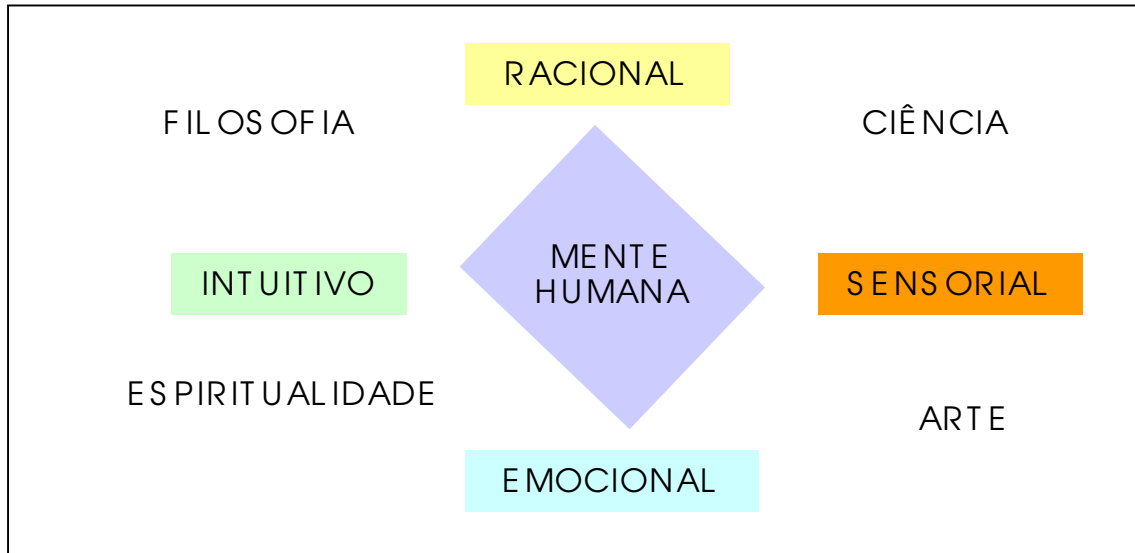 RACIONAL
FILOSOFIA
CIÊNCIA
MENTE
HUMANA
INTUITIVO
SENSORIAL
ESPIRITUALIDADE
ARTE
EMOCIONAL